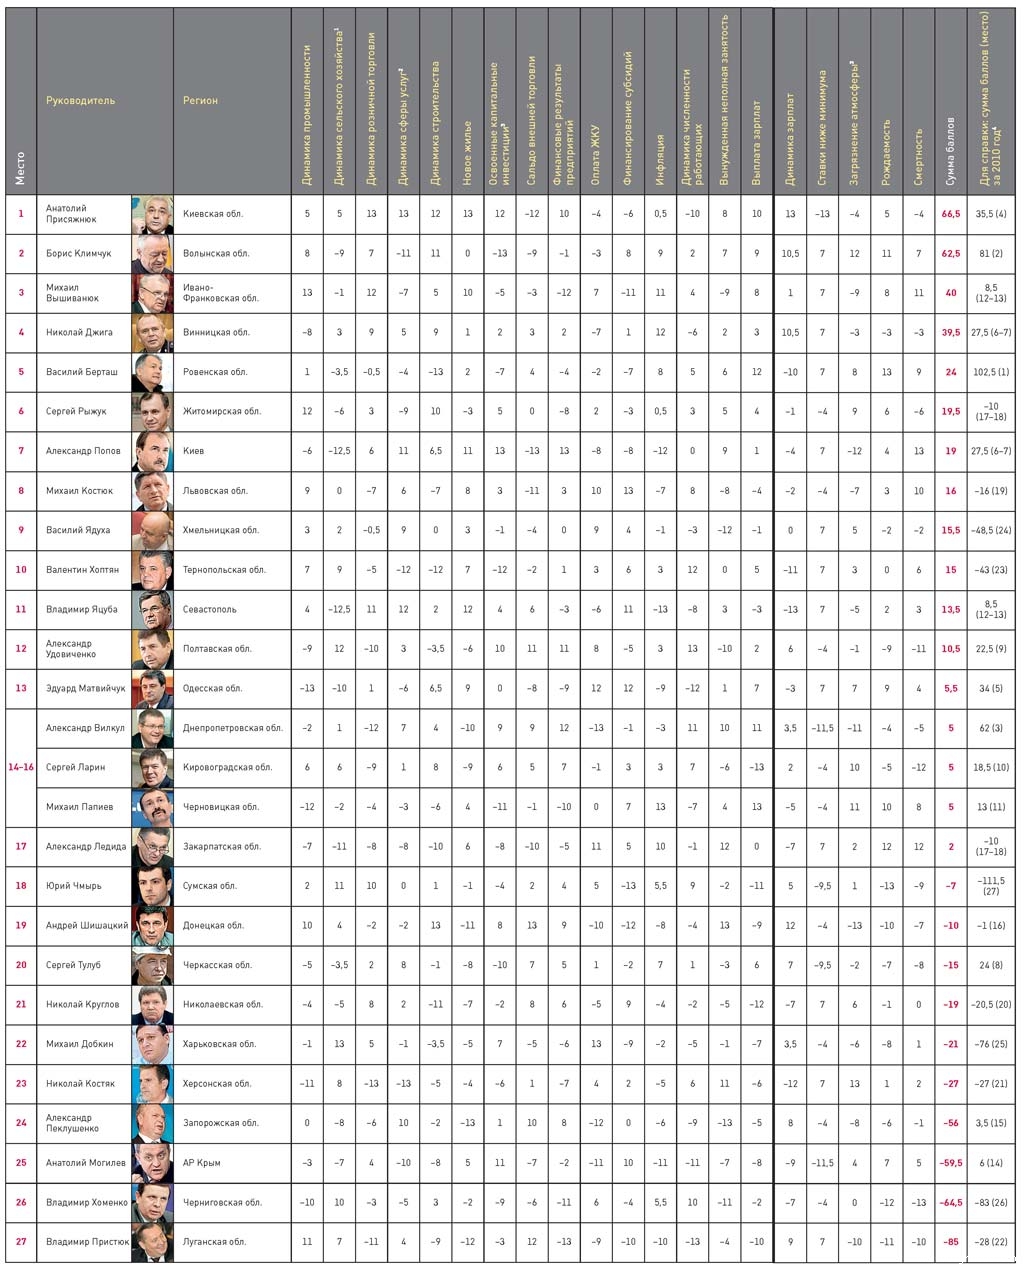 Место
Руководитель
Регион
Динамика промышленности
Динамика сельского хозяйства¹
Динамика розничной торговли
Динамика сферы услуг²
Динамика строительства
Новое жилье
Освоенные капитальные инвестиции³
Сальдо внешней торговли
Финансовые результаты предприятий
Оплата ЖКУ
Финансирование субсидий
Инфляция
Динамика численности работающих
Вынужденная неполная занятость
Выплата зарплат
Динамика зарплат
Ставки ниже минимума
Загрязнение атмосферы³
Рождаемость
Смертность
Сумма баллов
Для справки: сумма баллов (место) за 2010 год⁴
1 Анатолий Присяжнюк Киевская обл. 5 5 13 13 12 13 12 –12 10 –4 –6 0,5 –10 8 10 13 –13 –4 5 –4 66,5 35,5 (4)
2 Борис Климчук Волынская обл. 8 –9 7 –11 11 0 –13 –9 –1 –3 8 9 2 7 9 10,5 7 12 11 7 62,5 81 (2)
3 Михаил Вышиванюк Ивано-Франковская обл. 13 –1 12 –7 5 10 –5 –3 –12 7 –11 11 4 –9 8 1 7 –9 8 11 40 8,5 (12–13)
4 Николай Джига Винницкая обл. –8 3 9 5 9 1 2 3 2 –7 1 12 –6 2 3 10,5 7 –3 –3 –3 39,5 27,5 (6–7)
5 Василий Берташ Ровенская обл. 1 –3,5 –0,5 –4 –13 2 –7 4 –4 –2 –7 8 5 6 12 –10 7 8 13 9 24 102,5 (1)
6 Сергей Рыжук Житомирская обл. 12 –6 3 –9 10 –3 5 0 –8 2 –3 0,5 3 5 4 –1 –4 9 6 –6 19,5 –10 (17–18)
7 Александр Попов Киев –6 –12,5 6 11 6,5 11 13 –13 13 –8 –8 –12 0 9 1 –4 7 –12 4 13 19 27,5 (6–7)
8 Михаил Костюк Львовская обл. 9 0 –7 6 –7 8 3 –11 3 10 13 –7 8 –8 –4 –2 –4 –7 3 10 16 –16 (19)
9 Василий Ядуха Хмельницкая обл. 3 2 –0,5 9 0 3 –1 –4 0 9 4 –1 –3 –12 –1 0 7 5 –2 –2 15,5 –48,5 (24)
10 Валентин Хоптян Тернопольская обл. 7 9 –5 –12 –12 7 –12 –2 1 3 6 3 12 0 5 –11 7 3 0 6 15 –43 (23)
11 Владимир Яцуба Севастополь 4 –12,5 11 12 2 12 4 6 –3 –6 11 –13 –8 3 –3 –13 7 –5 2 3 13,5 8,5 (12–13)
12 Александр Удовиченко Полтавская обл. –9 12 –10 3 –3,5 –6 10 11 11 8 –5 3 13 –10 2 6 –4 –1 –9 –11 10,5 22,5 (9)
13 Эдуард Матвийчук Одесская обл. –13 –10 1 –6 6,5 9 0 –8 –9 12 12 –9 –12 1 7 –3 7 7 9 4 5,5 34 (5)
14–16 Александр Вилкул Днепропетровской обл. –2 1 –12 7 4 –10 9 9 12 –13 –1 –3 11 10 11 3,5 –11,5 –11 –4 –5 5 62 (3)
Сергей Ларин Кировоградская обл. 6 6 –9 1 8 –9 6 5 7 –1 3 3 7 –6 –13 2 –4 10 –5 –12 5 18,5 (10)
Михаил Папиев Черновицкая обл. –12 –2 –4 –3 –6 4 –11 –1 –10 0 7 13 –7 4 13 –5 –4 11 10 8 5 13 (11)
17 Александр Ледида Закарпатская обл. –7 –11 –8 –8 –10 6 –8 –10 –5 11 5 10 –1 12 0 –7 7 2 12 12 2 –10 (17–18)
18 Юрий Чмырь Сумская обл. 2 11 10 0 1 –1 –4 2 4 5 –13 5,5 9 –2 –11 5 –9,5 1 –13 –9 –7 –111,5 (27)
19 Андрей Шишацкий Донецкая обл. 10 4 –2 –2 13 –11 8 13 9 –10 –12 –8 –4 13 –9 12 –4 –13 –10 –7 –10 –1 (16)
20 Сергей Тулуб Черкасская обл. –5 –3,5 2 8 –1 –8 –10 7 5 1 –2 7 1 –3 6 7 –9,5 –2 –7 –8 –15 24 (8)
21 Николай Круглов Николаевская обл. –4 –5 8 2 –11 –7 –2 8 6 –5 9 –4 –2 –5 –12 –7 7 6 –1 0 –19 –20,5 (20)
22 Михаил Добкин Харьковская обл. –1 13 5 –1 –3,5 –5 7 –5 –6 13 –9 –2 –5 –1 –7 3,5 –4 –6 –8 1 –21 –76 (25)
23 Николай Костяк Херсонская обл. –11 8 –13 –13 –5 –4 –6 1 –7 4 2 –5 6 11 –6 –12 7 13 1 2 –27 –27 (21)
24 Александр Пеклушенко Запорожская обл. 0 –8 –6 10 –2 –13 1 10 8 –12 0 –6 –9 –13 –5 8 –4 –8 –6 –1 –56 3,5 (15)
25 Анатолий Могилев АР Крым –3 –7 4 –10 –8 5 11 –7 –2 –11 10 –11 –11 –7 –8 –9 –11,5 4 7 5 –59,5 6 (14)
26 Владимир Хоменко Черниговская обл. –10 10 –3 –5 3 –2 –9 –6 –11 6 –4 5,5 10 –11 –2 –7 –4 0 –12 –13 –64,5 –83 (26)
27 Владимир Пристюк Луганская обл. 11 7 –11 4 –9 –12 –3 12 –13 –9 –10 –10 –13 –4 –10 9 7 –10 –11 –10 –85 –28 (22)